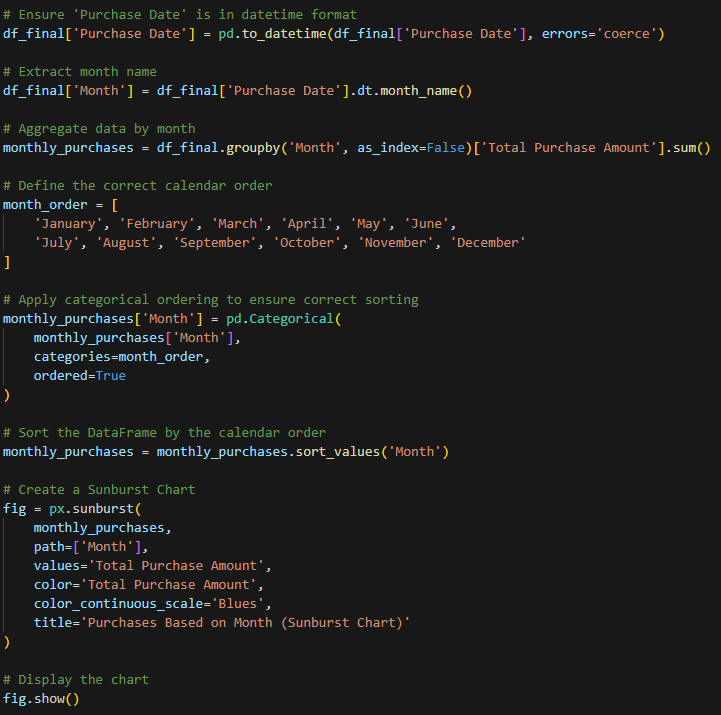 # Ensure 'Purchase Date' is in datetime format
df_final['Purchase Date'] = pd.to_datetime(df_final['Purchase Date'], errors='coerce')

# Extract month name
df_final['Month'] = df_final['Purchase Date'].dt.month_name()

# Aggregate data by month
monthly_purchases = df_final.groupby('Month', as_index=False)['Total Purchase Amount'].sum()

# Define the correct calendar order
month_order = [
    'January', 'February', 'March', 'April', 'May', 'June',
    'July', 'August', 'September', 'October', 'November', 'December'
]

# Apply categorical ordering to ensure correct sorting
monthly_purchases['Month'] = pd.Categorical(
    monthly_purchases['Month'],
    categories=month_order,
    ordered=True
)

# Sort the DataFrame by the calendar order
monthly_purchases = monthly_purchases.sort_values('Month')

# Create a Sunburst Chart
fig = px.sunburst(
    monthly_purchases,
    path=['Month'],
    values='Total Purchase Amount',
    color='Total Purchase Amount',
    color_continuous_scale='Blues',
    title='Purchases Based on Month (Sunburst Chart)'
)

# Display the chart
fig.show()